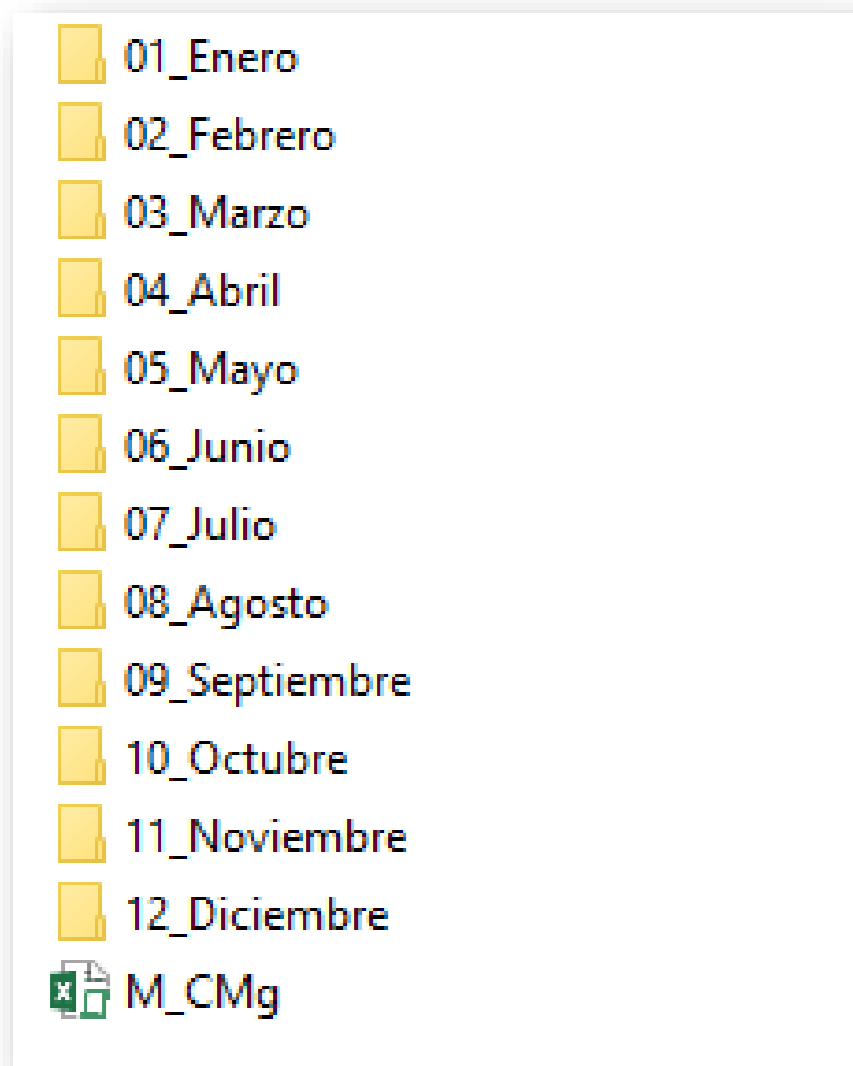 01_Enero
02_Febrero
03_Marzo
04_Abril
05_Mayo
06_Junio
07_Julio
08_Agosto
09_Septiembre
10_Octubre
11_Noviembre
12_Diciembre
M_CMg